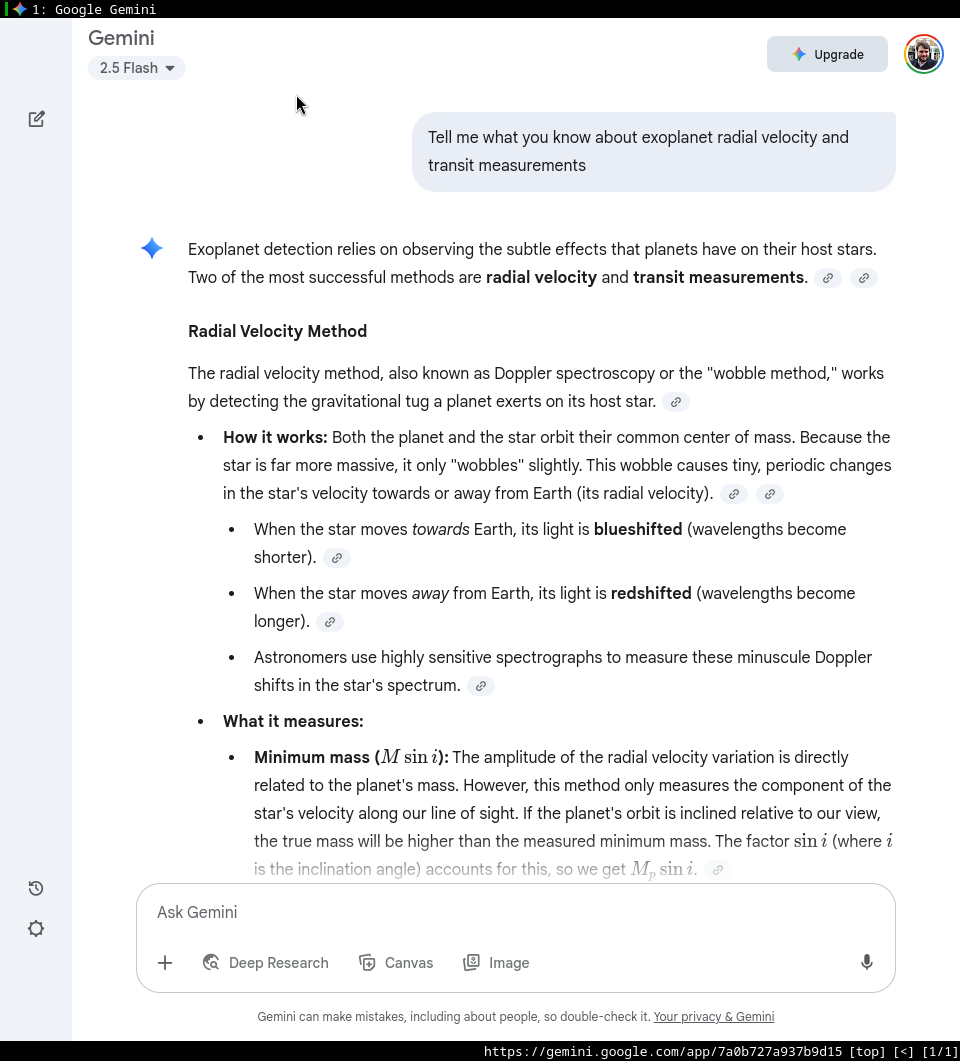 1: Google Gemini
Gemini
2.5 Flash
Upgrade
Tell me what you know about exoplanet radial velocity and
transit measurements
Exoplanet detection relies on observing the subtle effects that planets have on their host stars.
Two of the most successful methods are radial velocity and transit measurements.
Radial Velocity Method
The radial velocity method, also known as Doppler spectroscopy or the "wobble method," works
by detecting the gravitational tug a planet exerts on its host star.
• How it works: Both the planet and the star orbit their common center of mass. Because the
star is far more massive, it only "wobbles" slightly. This wobble causes tiny, periodic changes
in the star's velocity towards or away from Earth (its radial velocity).
• When the star moves towards Earth, its light is blueshifted (wavelengths become
shorter).
• When the star moves away from Earth, its light is redshifted (wavelengths become
longer).
• Astronomers use highly sensitive spectrographs to measure these minuscule Doppler
shifts in the star's spectrum.
• What it measures:
• Minimum mass (M sin i): The amplitude of the radial velocity variation is directly
related to the planet's mass. However, this method only measures the component of the
star's velocity along our line of sight. If the planet's orbit is inclined relative to our view,
the true mass will be higher than the measured minimum mass. The factor sin i (where i
is the inclination angle) accounts for this, so we get Mₚ sin i.
Ask Gemini
Deep Research
Canvas
Image
Gemini can make mistakes, including about people, so double-check it. Your privacy & Gemini
https://gemini.google.com/app/7a0b727a937b9d15 [top] [<] [1/1]